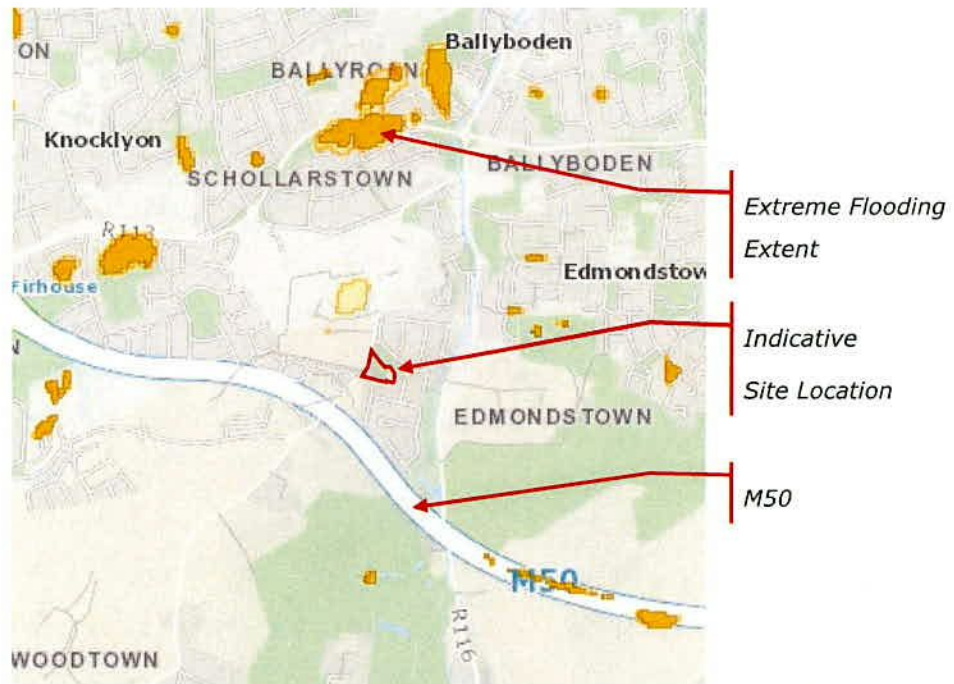 ON
Ballyboden
BALLYROAN
Knocklyon
SCHOLLARSTOWN
BALLYBODEN
Extreme Flooding
Extent
R113
Edmondstow
Firhouse
Indicative
Site Location
N
EDMONDSTOWN
M50
M50
R116
WOODTOWN